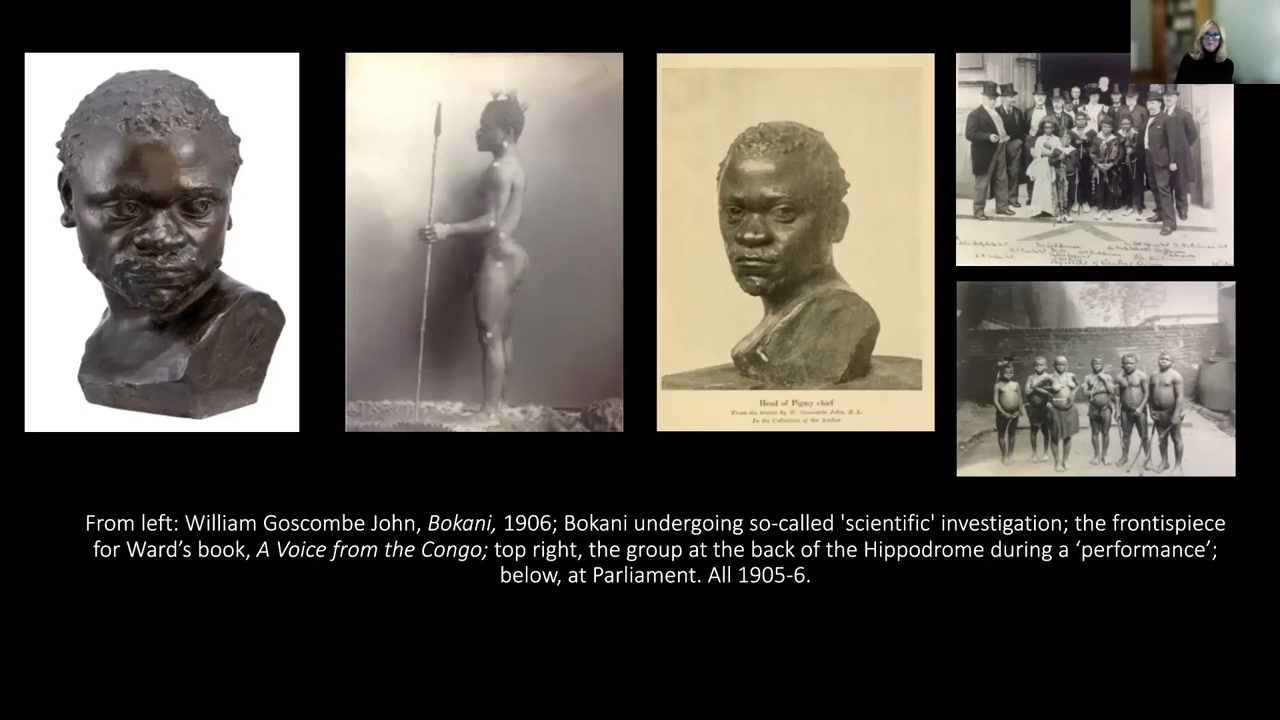 Head of Pigmy chief
From the bronze by W. Goscombe John, R.A.
In the Collection of the Author
From left: William Goscombe John, Bokani, 1906; Bokani undergoing so-called 'scientific' investigation; the frontispiece
for Ward’s book, A Voice from the Congo; top right, the group at the back of the Hippodrome during a ‘performance’;
below, at Parliament. All 1905-6.